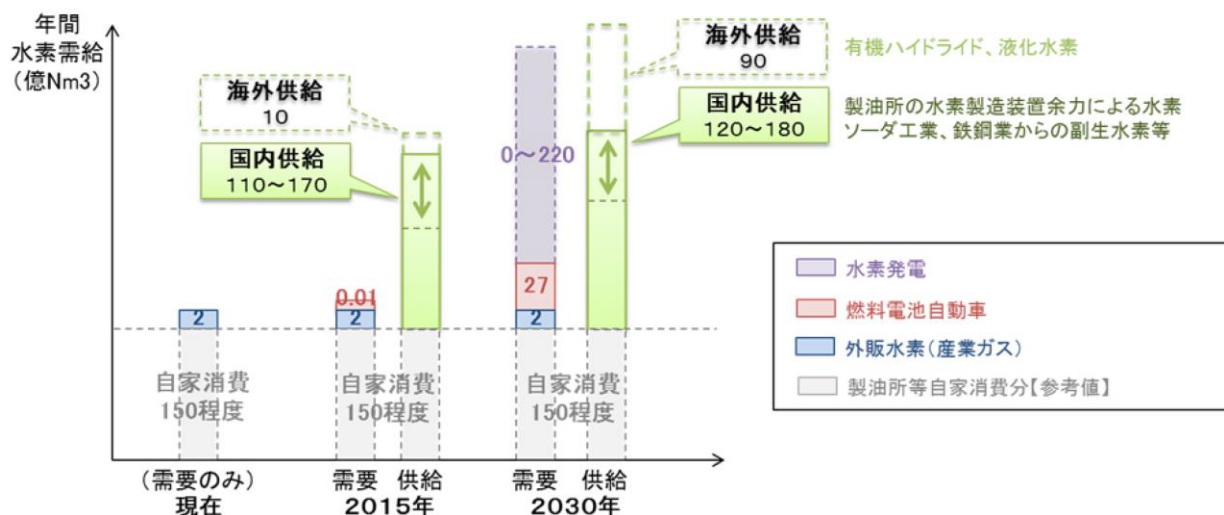 年間
水素需給
（億Nm3）
海外供給
10
国内供給
110～170
海外供給
90
有機ハイドライド、液化水素
国内供給
120～180
製油所の水素製造装置余力による水素
ソーダ工業、鉄鋼業からの副生水素等
0～220
水素発電
燃料電池自動車
外販水素（産業ガス）
製油所等自家消費分【参考値】
2
0.01
2
27
2
自家消費
150程度
自家消費
150程度
自家消費
150程度
（需要のみ）
現在
需要 供給
2015年
需要 供給
2030年